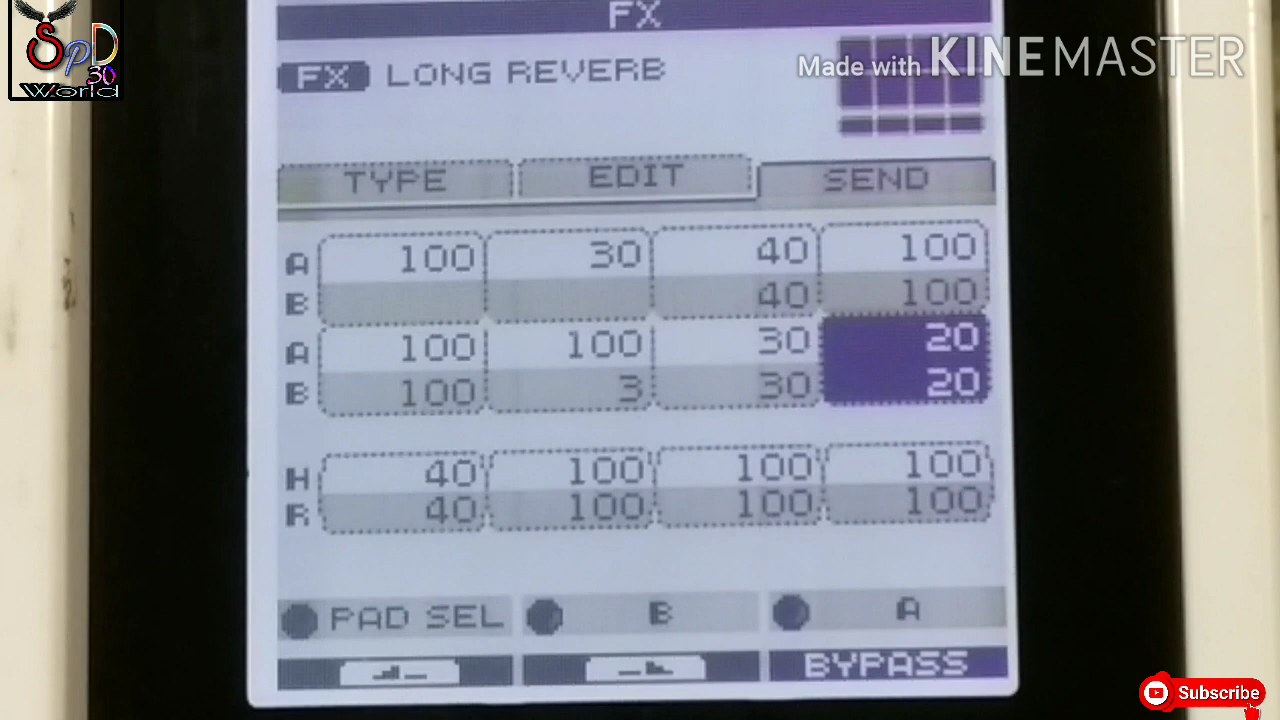 FX
SpD
30
World
Made with KINEMASTER
FX LONG REVERB
TYPE EDIT SEND
A 100 30 40 100
B 40 100
A 100 100 30 20
B 100 3 30 20
H 40 100 100 100
R 40 100 100 100
PAD SEL B A
BYPASS
Subscribe